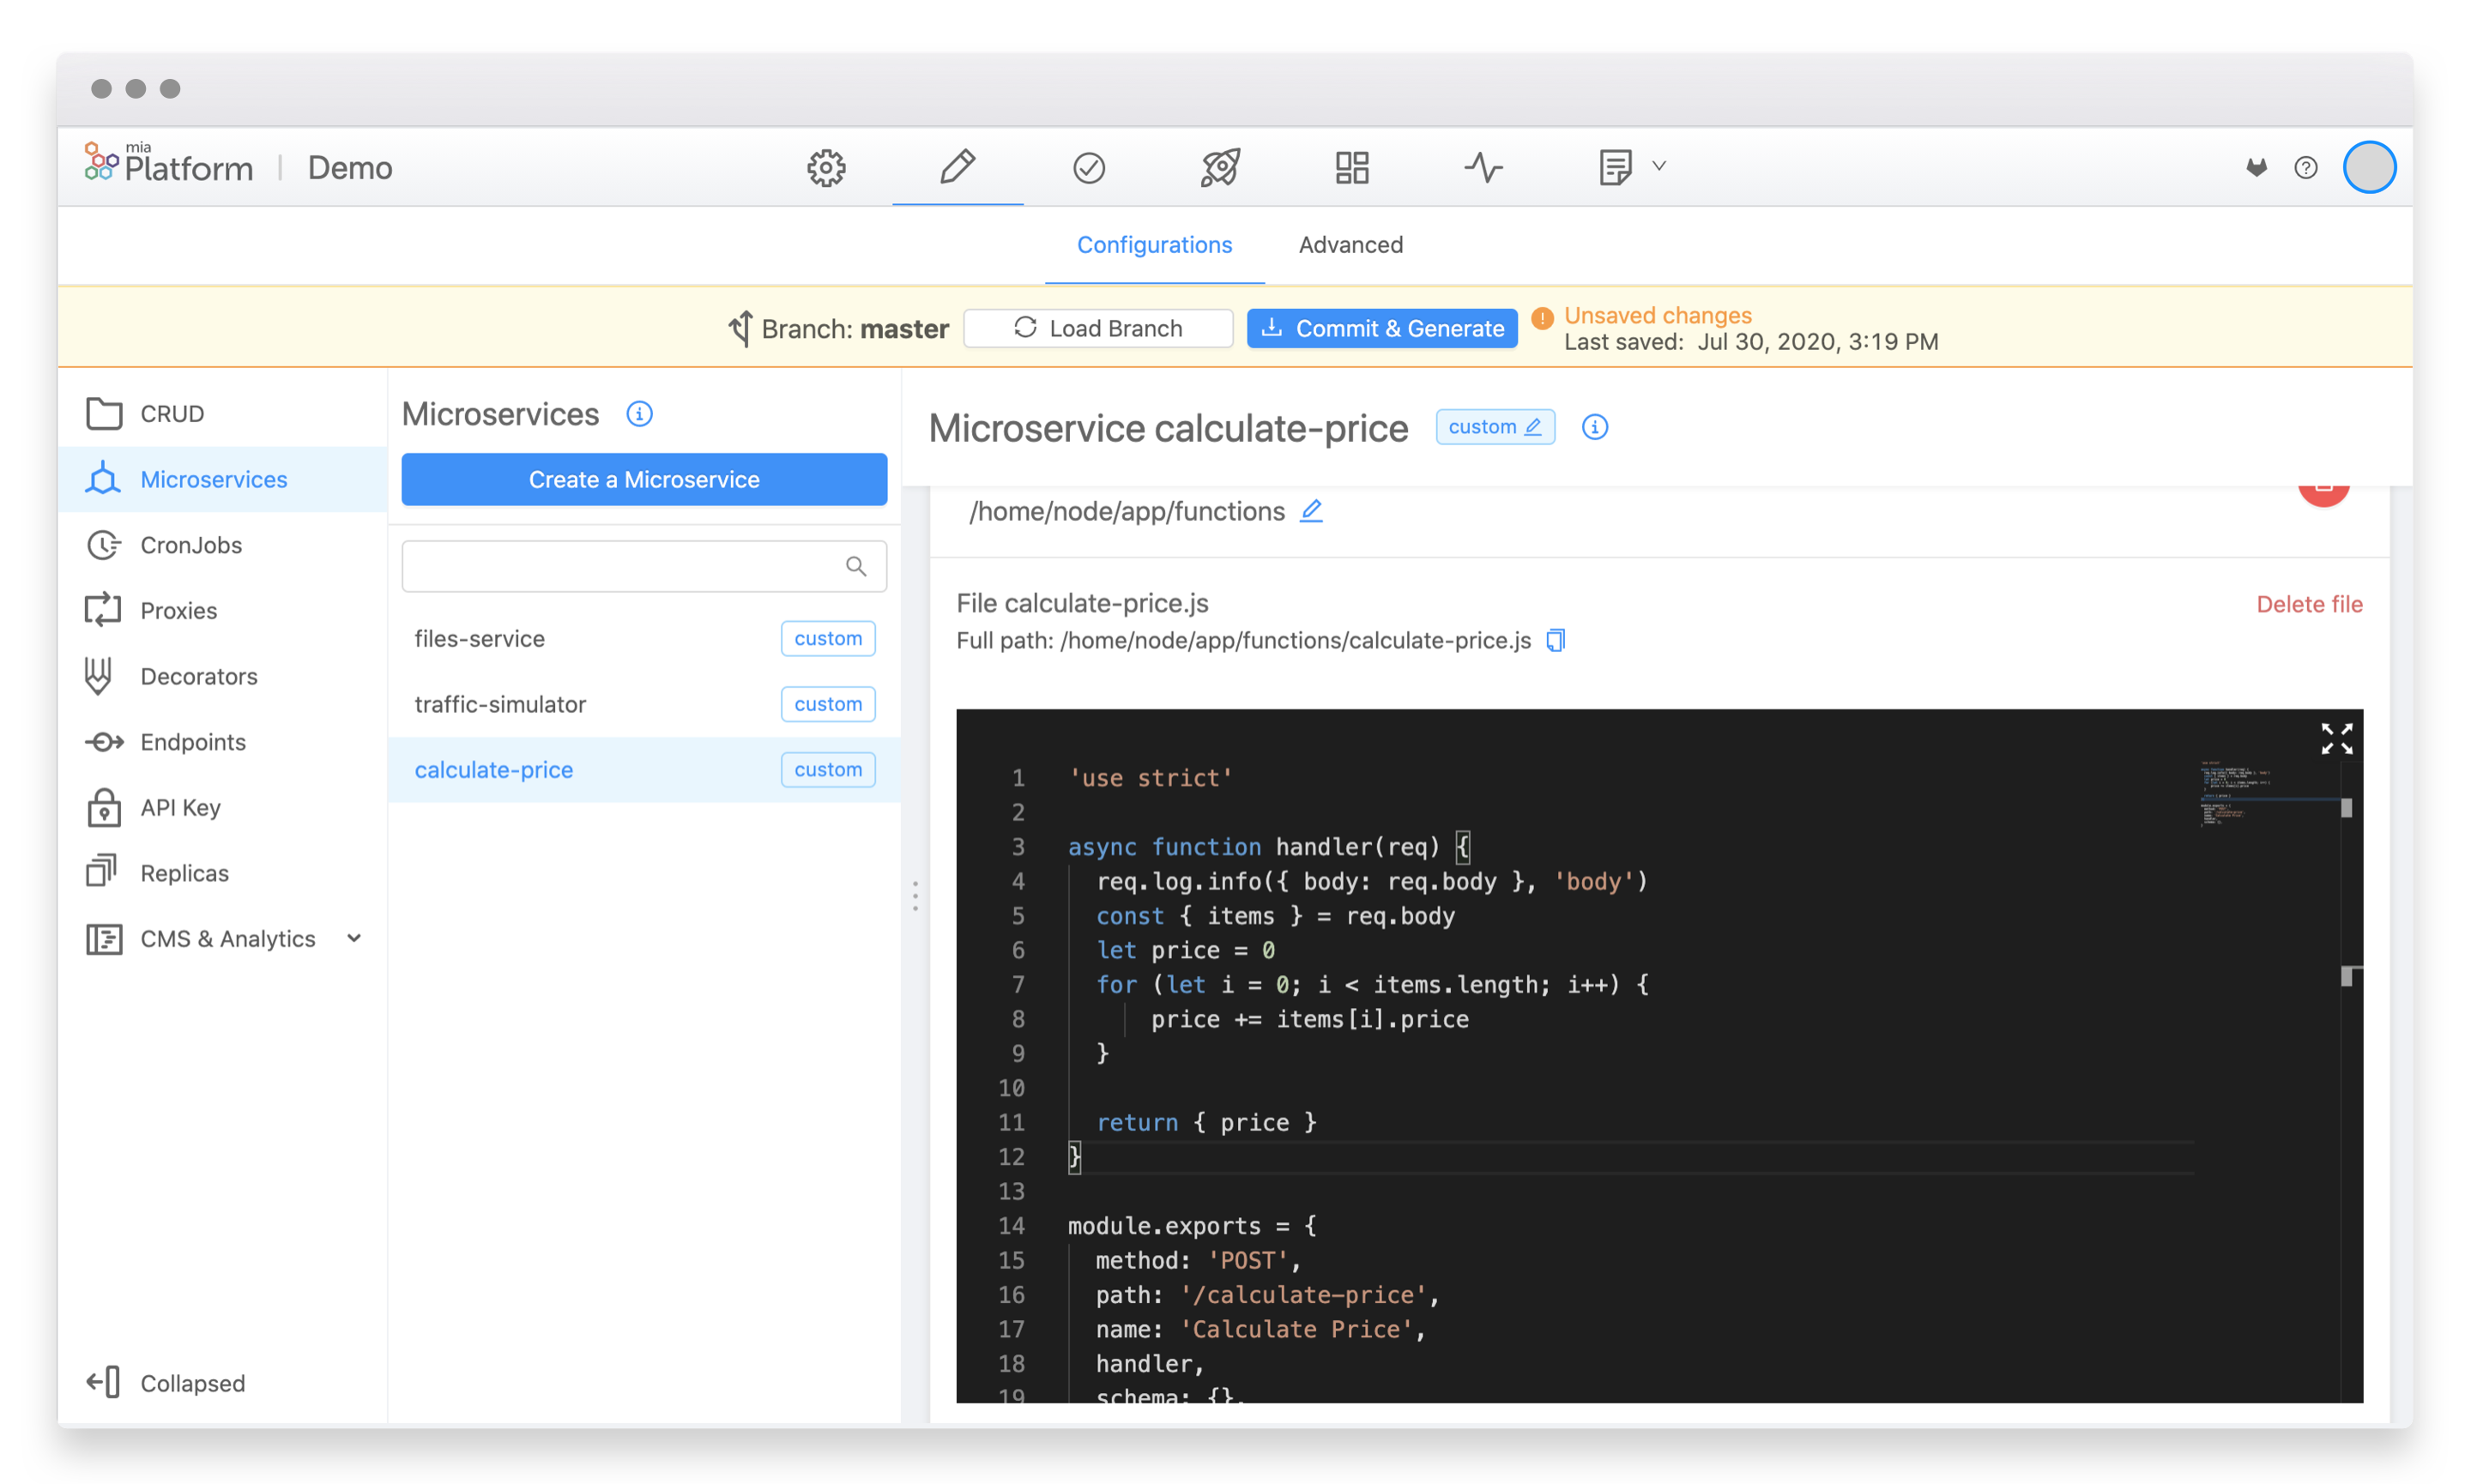 mia
Platform | Demo
Configurations Advanced
Branch: master Load Branch Commit & Generate Unsaved changes
Last saved: Jul 30, 2020, 3:19 PM
CRUD
Microservices
CronJobs
Proxies
Decorators
Endpoints
API Key
Replicas
CMS & Analytics
Collapsed
Microservices
Create a Microservice
files-service custom
traffic-simulator custom
calculate-price custom
Microservice calculate-price custom
/home/node/app/functions
File calculate-price.js Delete file
Full path: /home/node/app/functions/calculate-price.js
1 'use strict'
2
3 async function handler(req) {
4 req.log.info({ body: req.body }, 'body')
5 const { items } = req.body
6 let price = 0
7 for (let i = 0; i < items.length; i++) {
8 price += items[i].price
9 }
10
11 return { price }
12 }
13
14 module.exports = {
15 method: 'POST',
16 path: '/calculate-price',
17 name: 'Calculate Price',
18 handler,
19 schema: {},